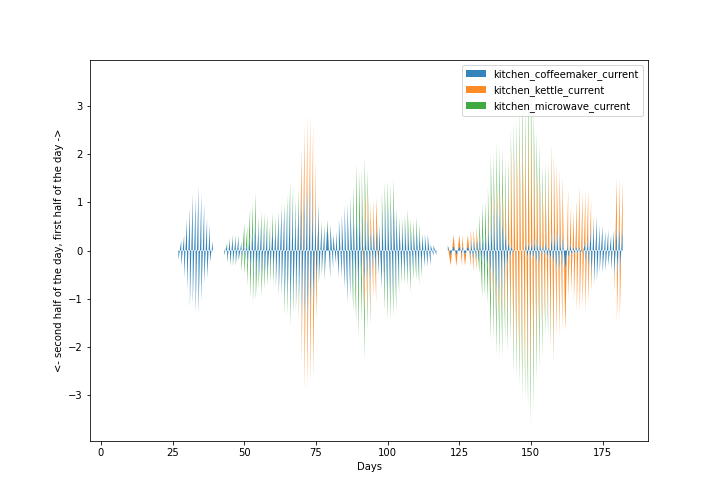 kitchen_coffeemaker_current
kitchen_kettle_current
kitchen_microwave_current
<- second half of the day, first half of the day ->
3
2
1
0
−1
−2
−3
0 25 50 75 100 125 150 175
Days